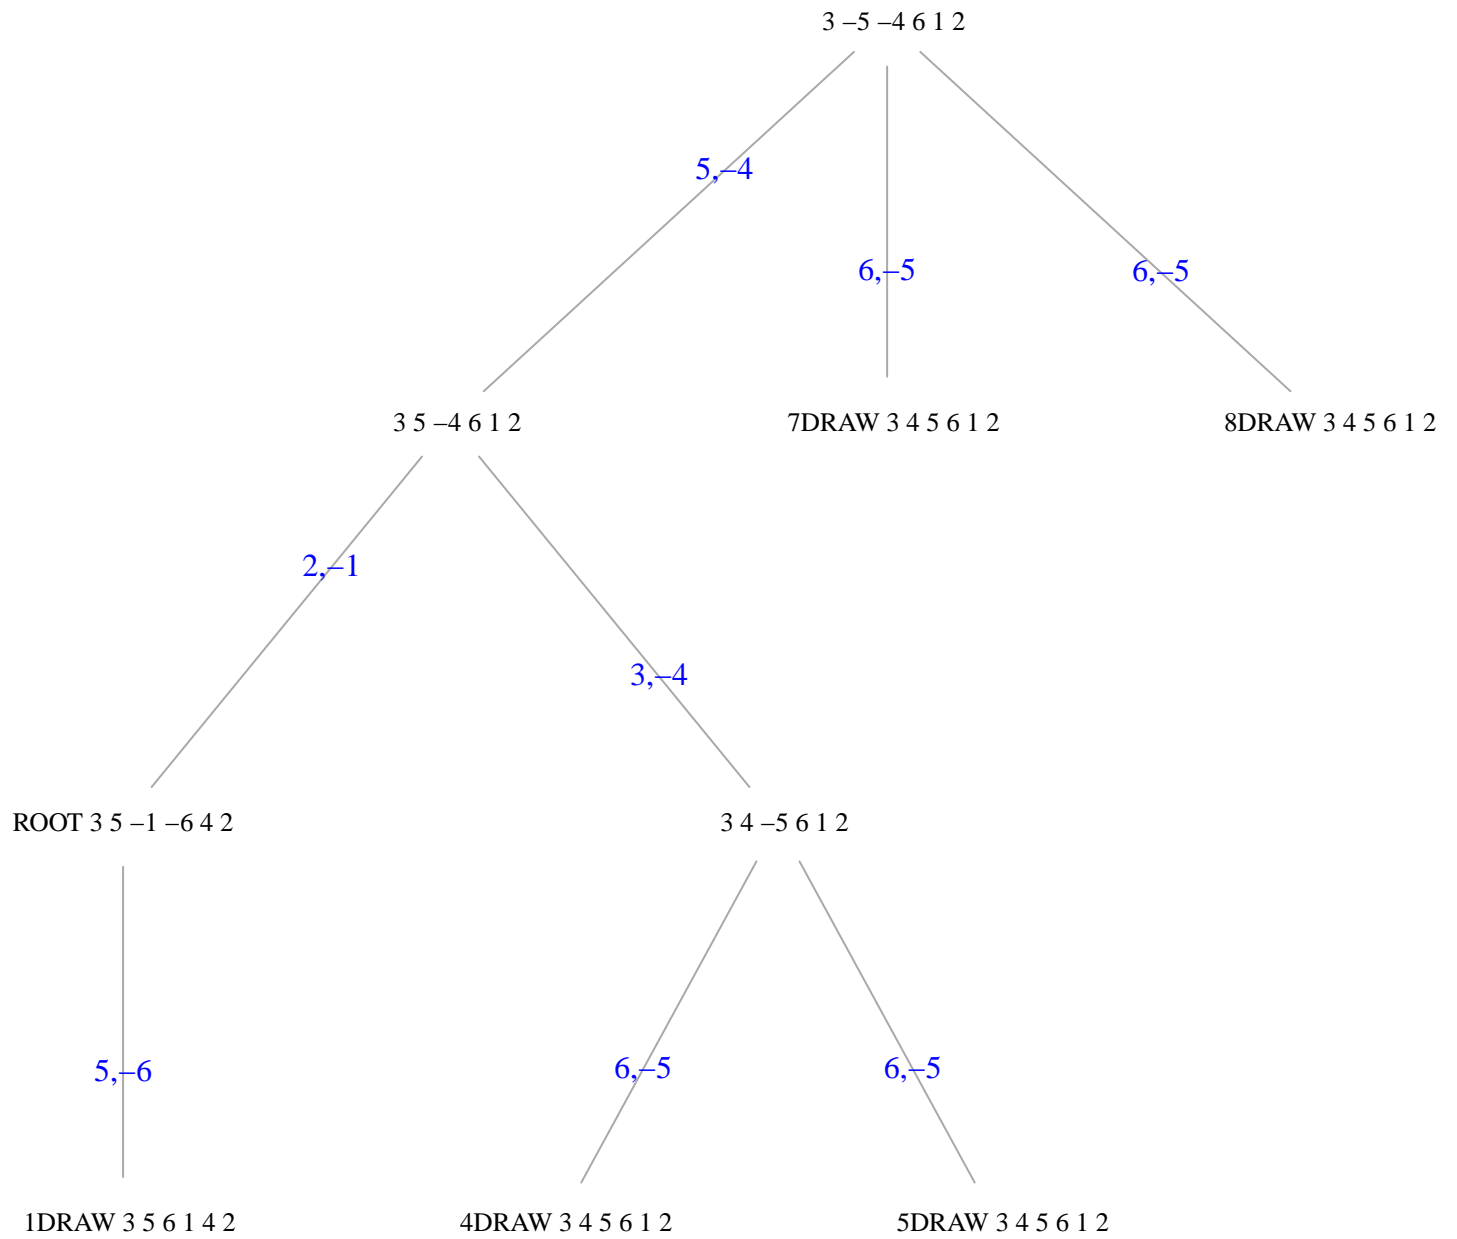 3 –5 –4 6 1 2
5,–4
6,–5
6,–5
3 5 –4 6 1 2
7DRAW 3 4 5 6 1 2
8DRAW 3 4 5 6 1 2
2,–1
3,–4
ROOT 3 5 –1 –6 4 2
3 4 –5 6 1 2
5,–6
6,–5
6,–5
1DRAW 3 5 6 1 4 2
4DRAW 3 4 5 6 1 2
5DRAW 3 4 5 6 1 2